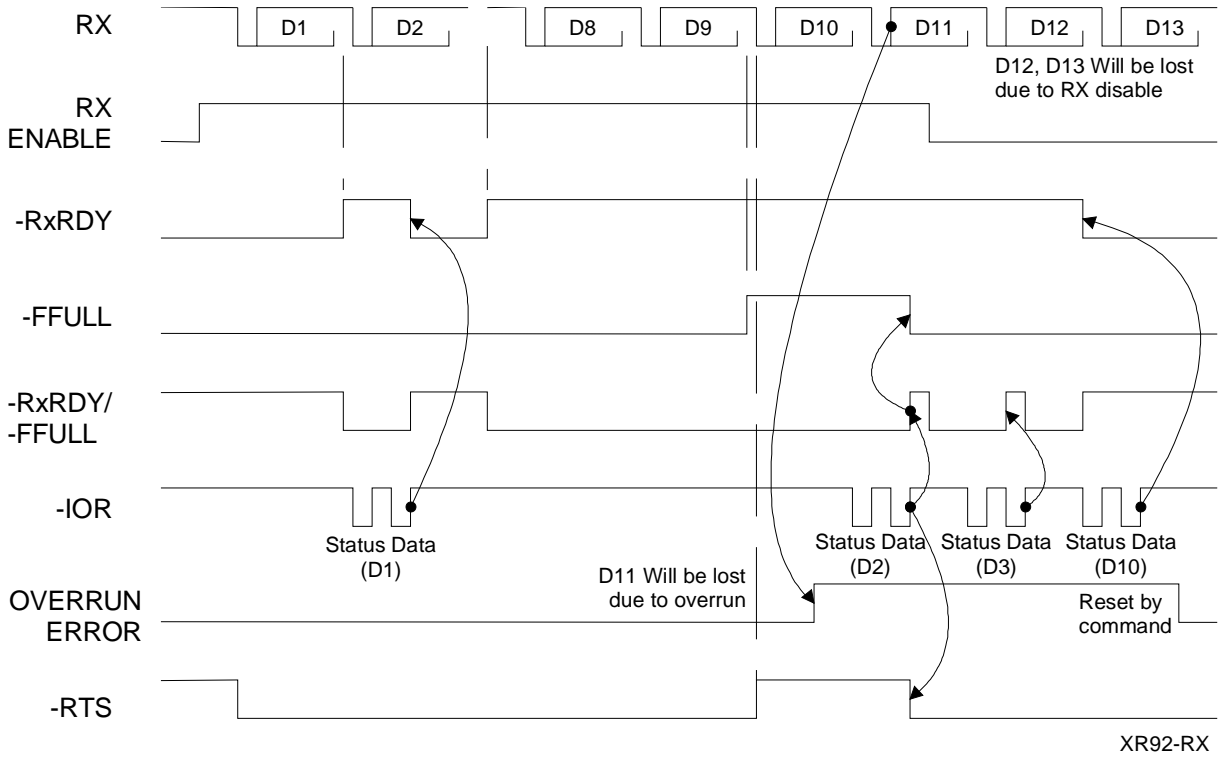 RX
D1 D2 D8 D9 D10 D11 D12 D13
D12, D13 Will be lost
due to RX disable
RX
ENABLE
-RxRDY
-FFULL
-RxRDY/
-FFULL
-IOR
Status Data
(D1)
Status Data
(D2)
Status Data
(D3)
Status Data
(D10)
D11 Will be lost
due to overrun
OVERRUN
ERROR
Reset by
command
-RTS
XR92-RX